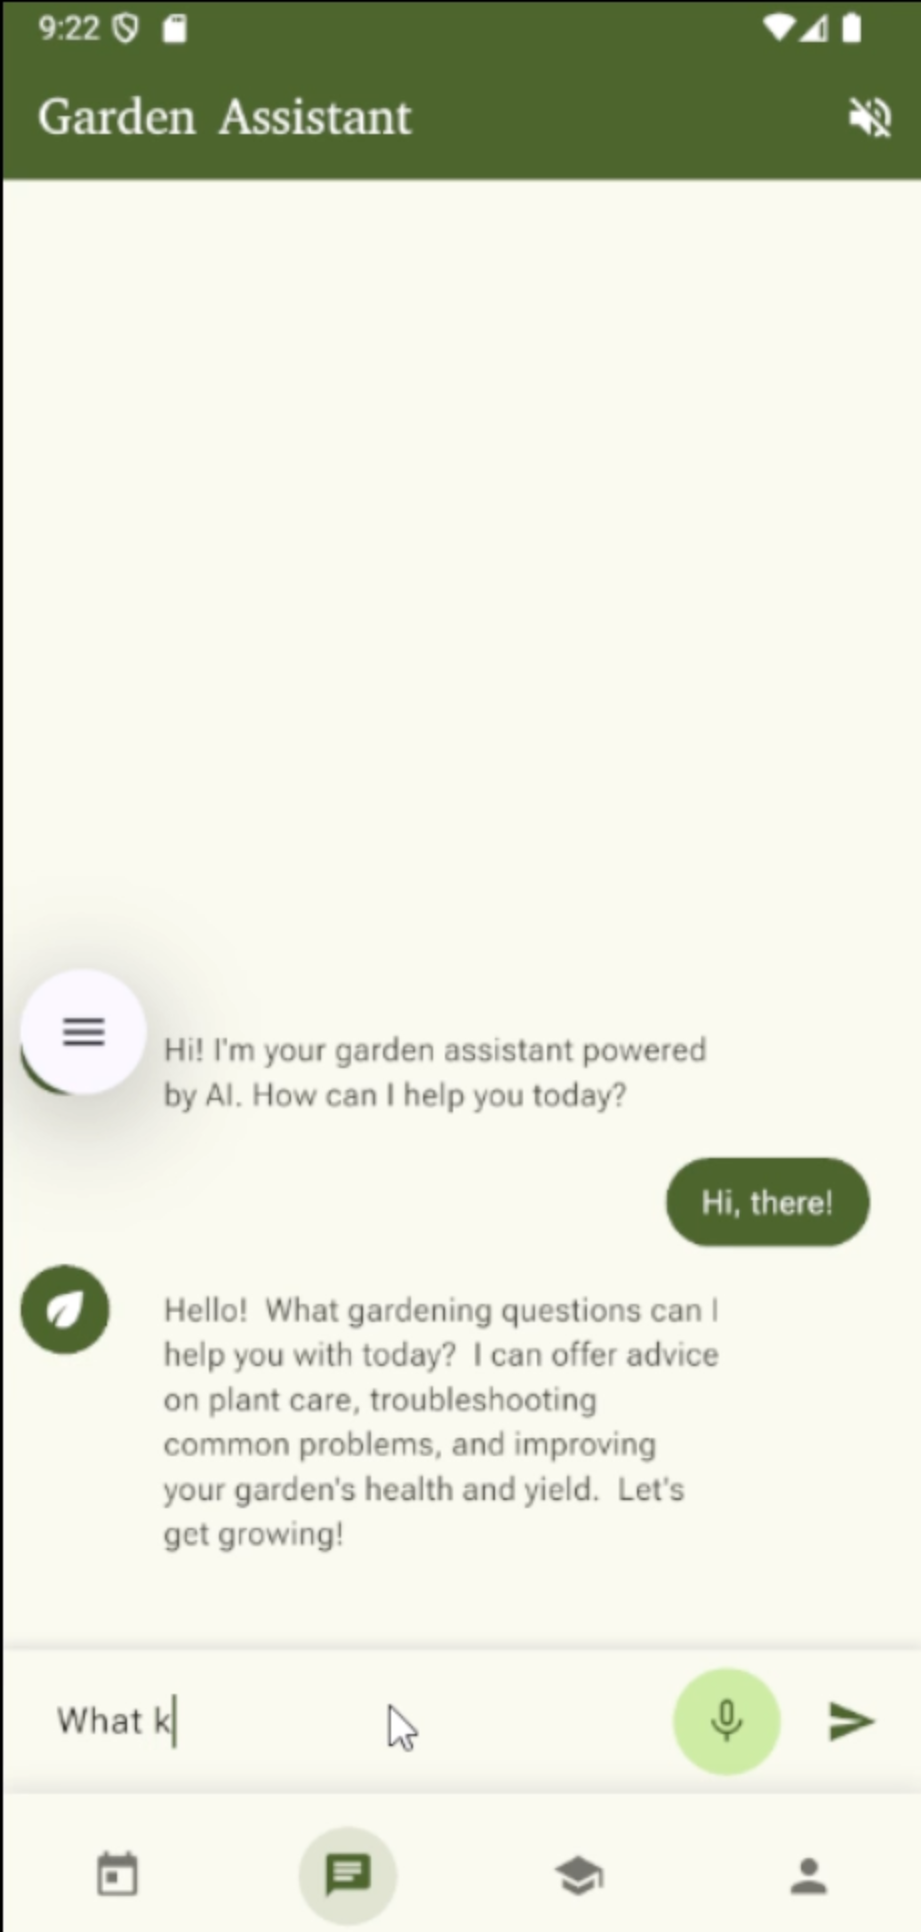 9:22
Garden Assistant
Hi! I'm your garden assistant powered
by AI. How can I help you today?
Hi, there!
Hello!  What gardening questions can I
help you with today?  I can offer advice
on plant care, troubleshooting
common problems, and improving
your garden's health and yield.  Let's
get growing!
What k